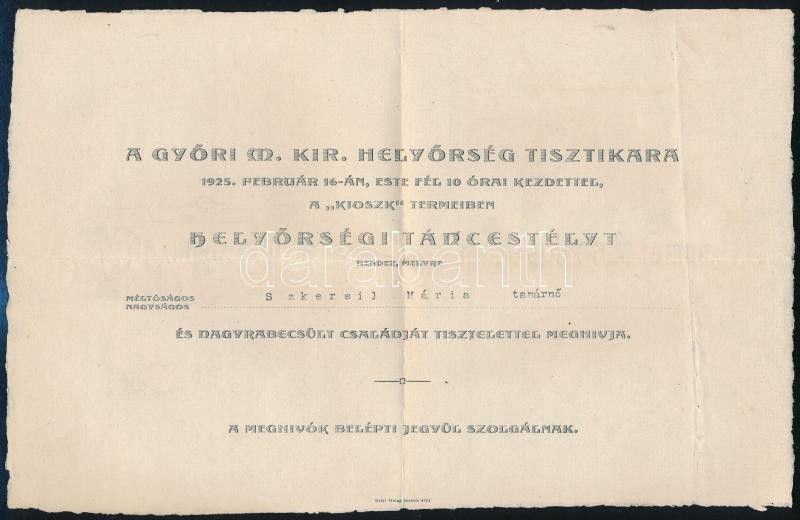 A GYŐRI M. KIR. HELYŐRSÉG TISZTIKARA
1925. FEBRUÁR 16-ÁN, ESTE FÉL 10 ÓRAI KEZDETTEL,
A „KIOSZK“ TERMEIBEN
HELYŐRSÉGI TÁNCESTÉLYT
RENDEZ, MELYRE
MÉLTÓSÁGOS
NAGYSÁGOS
Szkersil Mária tanárnő
ÉS NAGYRABECSÜLT CSALÁDJÁT TISZTELETTEL MEGHIVJA.
A MEGHIVÓK BELÉPTI JEGYÜL SZOLGÁLNAK.
darabanth